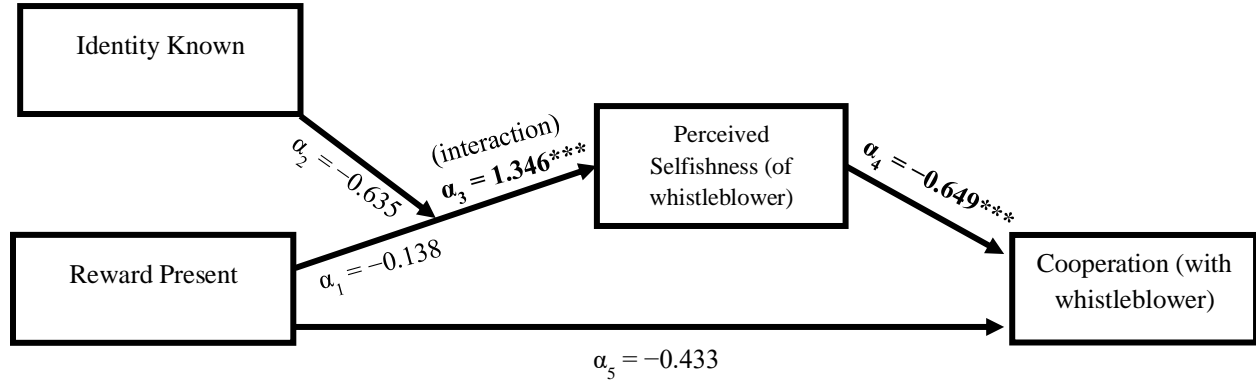 Identity Known
α₂ = −0.635
(interaction)
α₃ = 1.346***
Perceived
Selfishness (of
whistleblower)
α₄ = −0.649***
Reward Present
α₁ = −0.138
Cooperation (with
whistleblower)
α₅ = −0.433